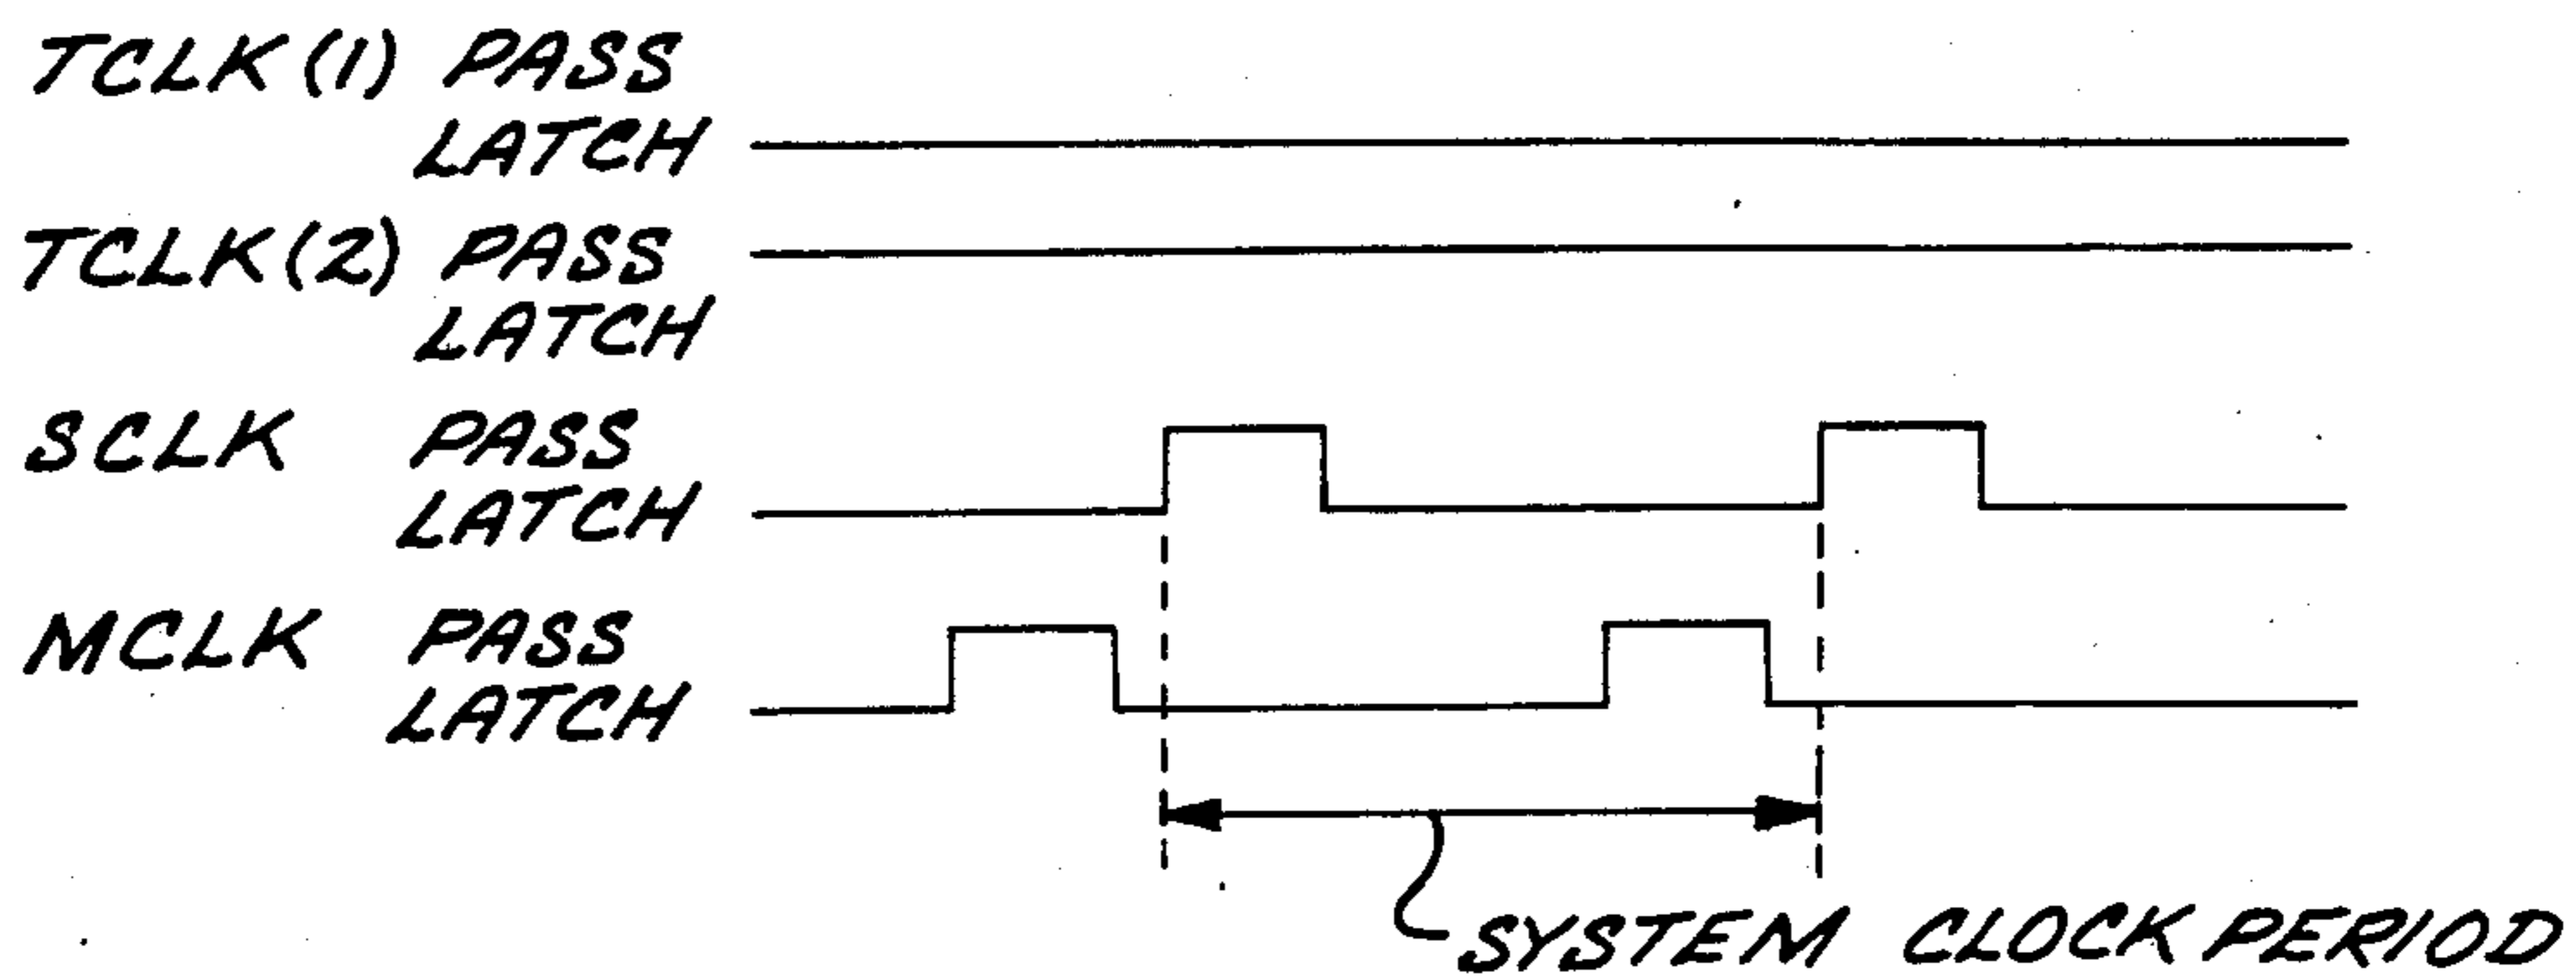 TCLK(1) PASS
LATCH
TCLK(2) PASS
LATCH
SCLK PASS
LATCH
MCLK PASS
LATCH
SYSTEM CLOCK PERIOD